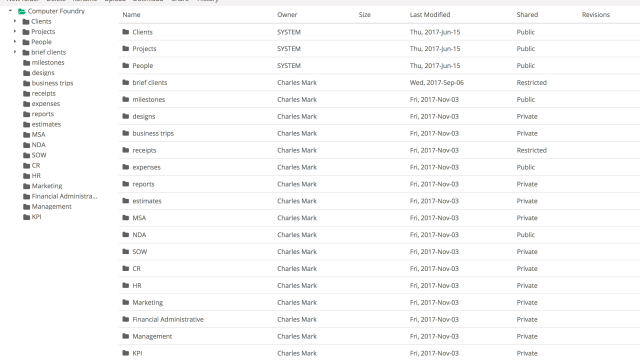 Computer Foundry
Clients
Projects
People
brief clients
milestones
designs
business trips
receipts
expenses
reports
estimates
MSA
NDA
SOW
CR
HR
Marketing
Financial Administra...
Management
KPI
Name Owner Size Last Modified Shared Revisions
Clients SYSTEM Thu, 2017-Jun-15 Public
Projects SYSTEM Thu, 2017-Jun-15 Public
People SYSTEM Thu, 2017-Jun-15 Public
brief clients Charles Mark Wed, 2017-Sep-06 Restricted
milestones Charles Mark Fri, 2017-Nov-03 Public
designs Charles Mark Fri, 2017-Nov-03 Private
business trips Charles Mark Fri, 2017-Nov-03 Private
receipts Charles Mark Fri, 2017-Nov-03 Restricted
expenses Charles Mark Fri, 2017-Nov-03 Public
reports Charles Mark Fri, 2017-Nov-03 Private
estimates Charles Mark Fri, 2017-Nov-03 Private
MSA Charles Mark Fri, 2017-Nov-03 Private
NDA Charles Mark Fri, 2017-Nov-03 Public
SOW Charles Mark Fri, 2017-Nov-03 Private
CR Charles Mark Fri, 2017-Nov-03 Private
HR Charles Mark Fri, 2017-Nov-03 Private
Marketing Charles Mark Fri, 2017-Nov-03 Private
Financial Administrative Charles Mark Fri, 2017-Nov-03 Private
Management Charles Mark Fri, 2017-Nov-03 Private
KPI Charles Mark Fri, 2017-Nov-03 Private